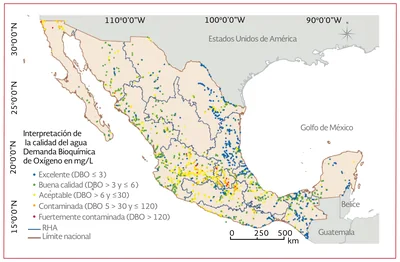 110°0'0"W 100°0'0"W 90°0'0"W
30°0.0'N
25°0.0'N
20°0.0'N
15°0.0'N
Estados Unidos de América
Golfo de México
Belice
Guatemala
Interpretación de
la calidad del agua
Demanda Bioquímica
de Oxígeno en mg/L
Excelente (DBO ≤ 3)
Buena calidad (DBO > 3 y ≤ 6)
Aceptable (DBO > 6 y ≤30)
Contaminada (DBO 5 > 30 y ≤ 120)
Fuertemente contaminada (DBO > 120)
RHA
Límite nacional
0 250 500
km